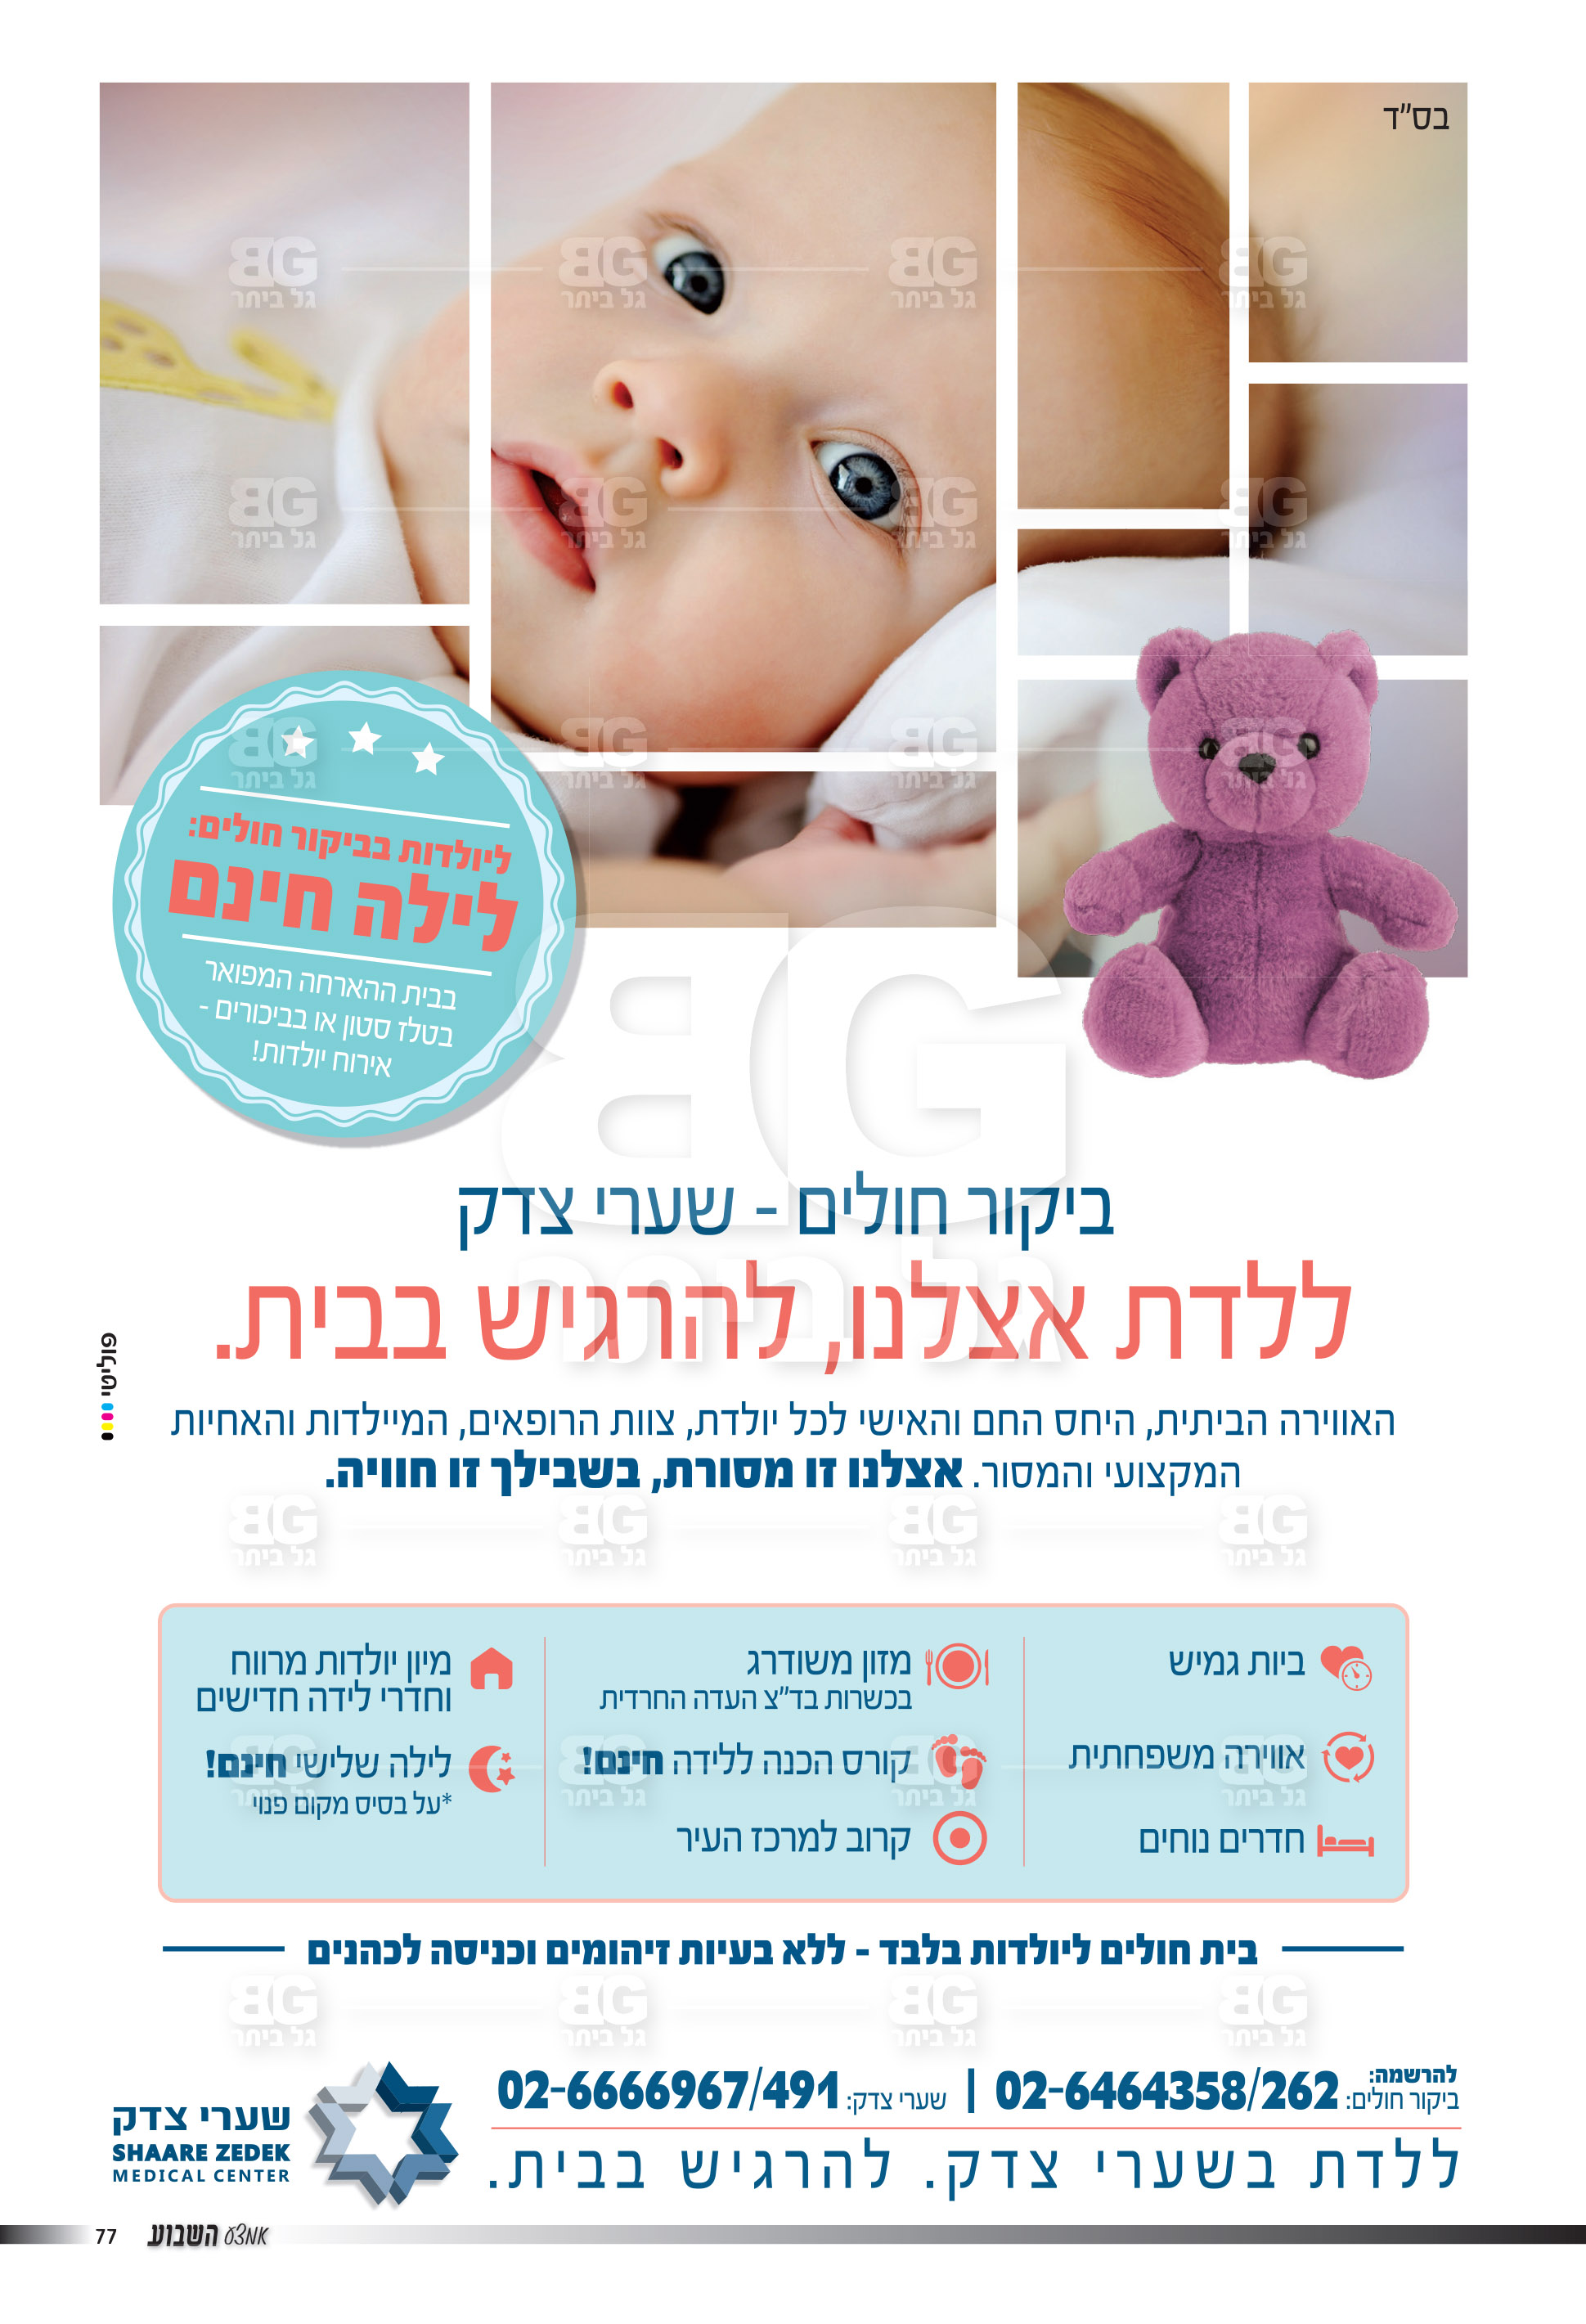 בס"ד
ליולדות בביקור חולים:
לילה חינם
בבית ההארחה המפואר
בטלז סטון או בביכורים -
אירוח יולדות!
ביקור חולים - שערי צדק
ללדת אצלנו, להרגיש בבית.
האווירה הביתית, היחס החם והאישי לכל יולדת, צוות הרופאים, המיילדות והאחיות
המקצועי והמסור. אצלנו זו מסורת, בשבילך זו חוויה.
פוליטי
ביות גמיש
אווירה משפחתית
חדרים נוחים
מזון משודרג
בכשרות בד"צ העדה החרדית
קורס הכנה ללידה חינם!
קרוב למרכז העיר
מיון יולדות מרווח
וחדרי לידה חדישים
לילה שלישי חינם!
*על בסיס מקום פנוי
בית חולים ליולדות בלבד - ללא בעיות זיהומים וכניסה לכהנים
להרשמה:
ביקור חולים: 02-6464358/262 | שערי צדק: 02-6666967/491
ללדת בשערי צדק. להרגיש בבית.
שערי צדק
SHAARE ZEDEK
MEDICAL CENTER
אמצע השבוע 77
BG
גל ביתר